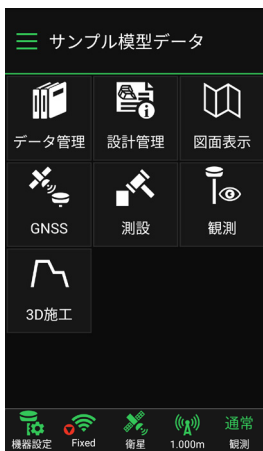 サンプル模型データ
データ管理 設計管理 図面表示
GNSS 測設 観測
3D施工
通常
機器設定 Fixed 衛星 1.000m 観測